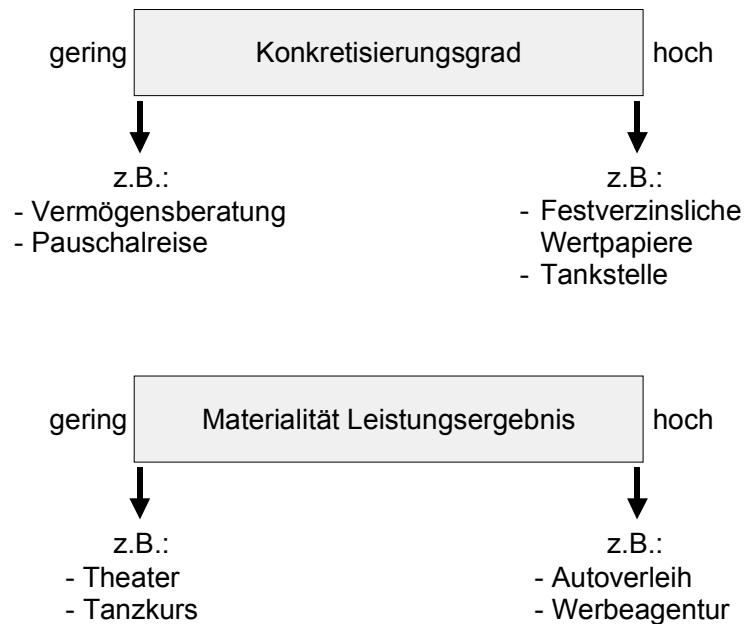 gering Konkretisierungsgrad hoch
z.B.:
- Vermögensberatung
- Pauschalreise
z.B.:
- Festverzinsliche
Wertpapiere
- Tankstelle
gering Materialität Leistungsergebnis hoch
z.B.:
- Theater
- Tanzkurs
z.B.:
- Autoverleih
- Werbeagentur